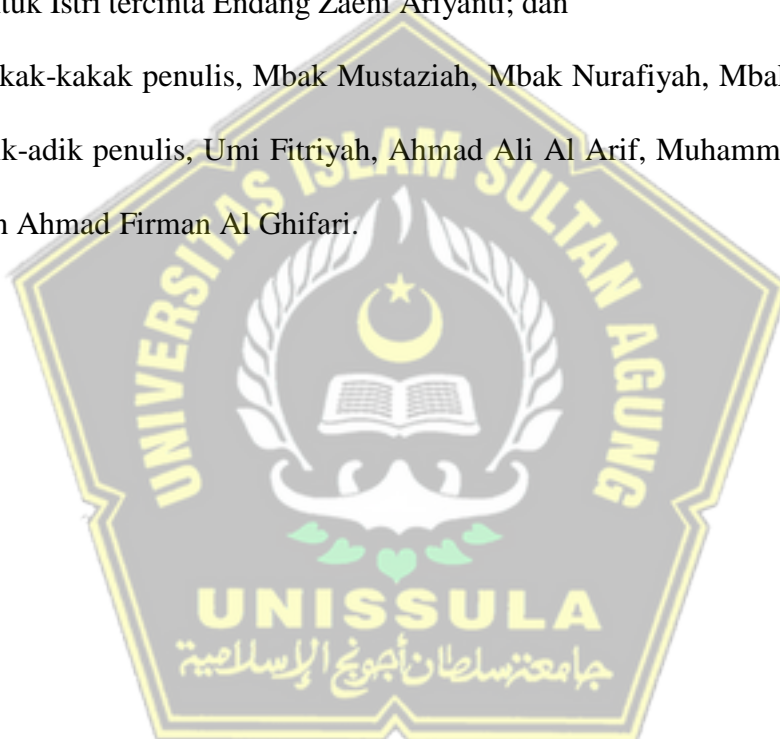 tuk Istri tercinta Endang Zaeni Ariyanti; dan
kak-kakak penulis, Mbak Mustaziah, Mbak Nurafiyah, Mbak
k-adik penulis, Umi Fitriyah, Ahmad Ali Al Arif, Muhamm
n Ahmad Firman Al Ghifari.
UNIVERSITAS ISLAM SULTAN AGUNG
UNISSULA
جامعة سلطان أجونج الإسلامية